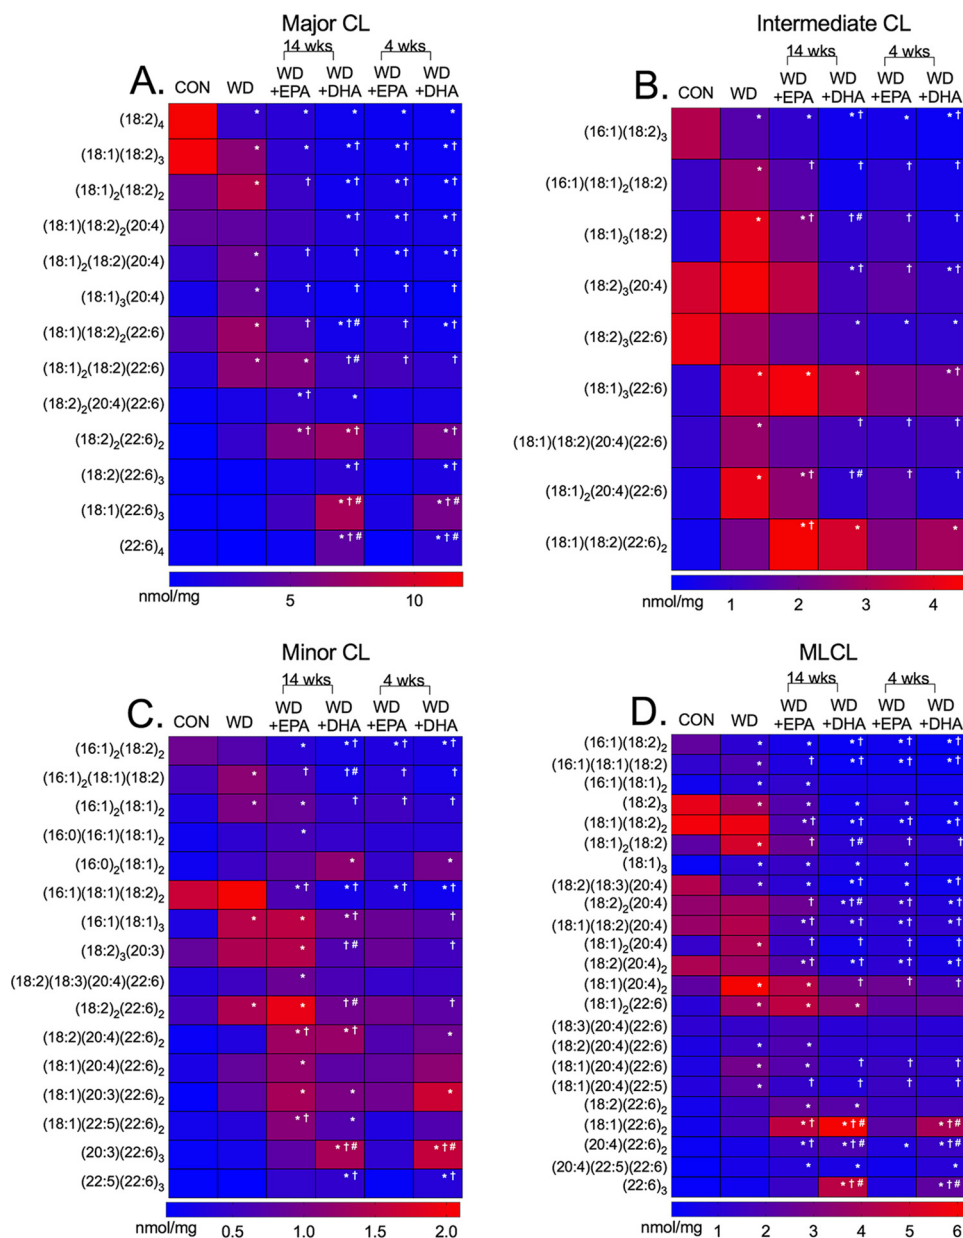 Major CL
14 wks 4 wks
A. CON WD WD +EPA WD +DHA WD +EPA WD +DHA
(18:2)4 * * * * *
(18:1)(18:2)3 * * *† *† *†
(18:1)2(18:2)2 * † *† *† *†
(18:1)(18:2)2(20:4) *† *† *†
(18:1)2(18:2)(20:4) * † † *† *†
(18:1)3(20:4) * † † † †
(18:1)(18:2)2(22:6) * † *†# † *†
(18:1)2(18:2)(22:6) * * †# † †
(18:2)2(20:4)(22:6) *† *
(18:2)2(22:6)2 *† *† *†
(18:2)(22:6)3 *† *†
(18:1)(22:6)3 *†# *†#
(22:6)4 *†# *†#
nmol/mg 5 10
Intermediate CL
14 wks 4 wks
B. CON WD WD +EPA WD +DHA WD +EPA WD +DHA
(16:1)(18:2)3 * * *† * *†
(16:1)(18:1)2(18:2) * † † † †
(18:1)3(18:2) * *† †# † †
(18:2)3(20:4) *† † *†
(18:2)3(22:6) * * *
(18:1)3(22:6) * * * *†
(18:1)(18:2)(20:4)(22:6) * † † †
(18:1)2(20:4)(22:6) * *† †# † †
(18:1)(18:2)(22:6)2 *† * *
nmol/mg 1 2 3 4
Minor CL
14 wks 4 wks
C. CON WD WD +EPA WD +DHA WD +EPA WD +DHA
(16:1)2(18:2)2 * *† *† *†
(16:1)2(18:1)(18:2) * † †# † †
(16:1)2(18:1)2 * * † † †
(16:0)(16:1)(18:1)2 *
(16:0)2(18:1)2 * *
(16:1)(18:1)(18:2)2 *† *† *† *†
(16:1)(18:1)3 * * *† †
(18:2)3(20:3) * †# †
(18:2)(18:3)(20:4)(22:6) *
(18:2)2(22:6)2 * * †# †
(18:2)(20:4)(22:6)2 *† *† *
(18:1)(20:4)(22:6)2 *
(18:1)(20:3)(22:6)2 * * *
(18:1)(22:5)(22:6)2 *† *
(20:3)(22:6)3 *†# *†#
(22:5)(22:6)3 *† *†
nmol/mg 0.5 1.0 1.5 2.0
MLCL
14 wks 4 wks
D. CON WD WD +EPA WD +DHA WD +EPA WD +DHA
(16:1)(18:2)2 * * *† *† *†
(16:1)(18:1)(18:2) * † *† *† *†
(16:1)(18:1)2 * *
(18:2)3 * * * * *
(18:1)(18:2)2 *† *† *† *†
(18:1)2(18:2) * † †# † †
(18:1)3 * * * *
(18:2)(18:3)(20:4) * * *† * *†
(18:2)2(20:4) † *†# *† *†
(18:1)(18:2)(20:4) *† *† *† *†
(18:1)2(20:4) * † † † †
(18:2)(20:4)2 *† *† *† *†
(18:1)(20:4)2 * * † † †
(18:1)2(22:6) * * *
(18:3)(20:4)(22:6)
(18:2)(20:4)(22:6) * *
(18:1)(20:4)(22:6) * * † † †
(18:1)(20:4)(22:5) * † † † †
(18:2)(22:6)2 * *
(18:1)(22:6)2 *† *†# *†#
(20:4)(22:6)2 *† *†# * *†#
(20:4)(22:5)(22:6) * * *
(22:6)3 *†# *†#
nmol/mg 1 2 3 4 5 6